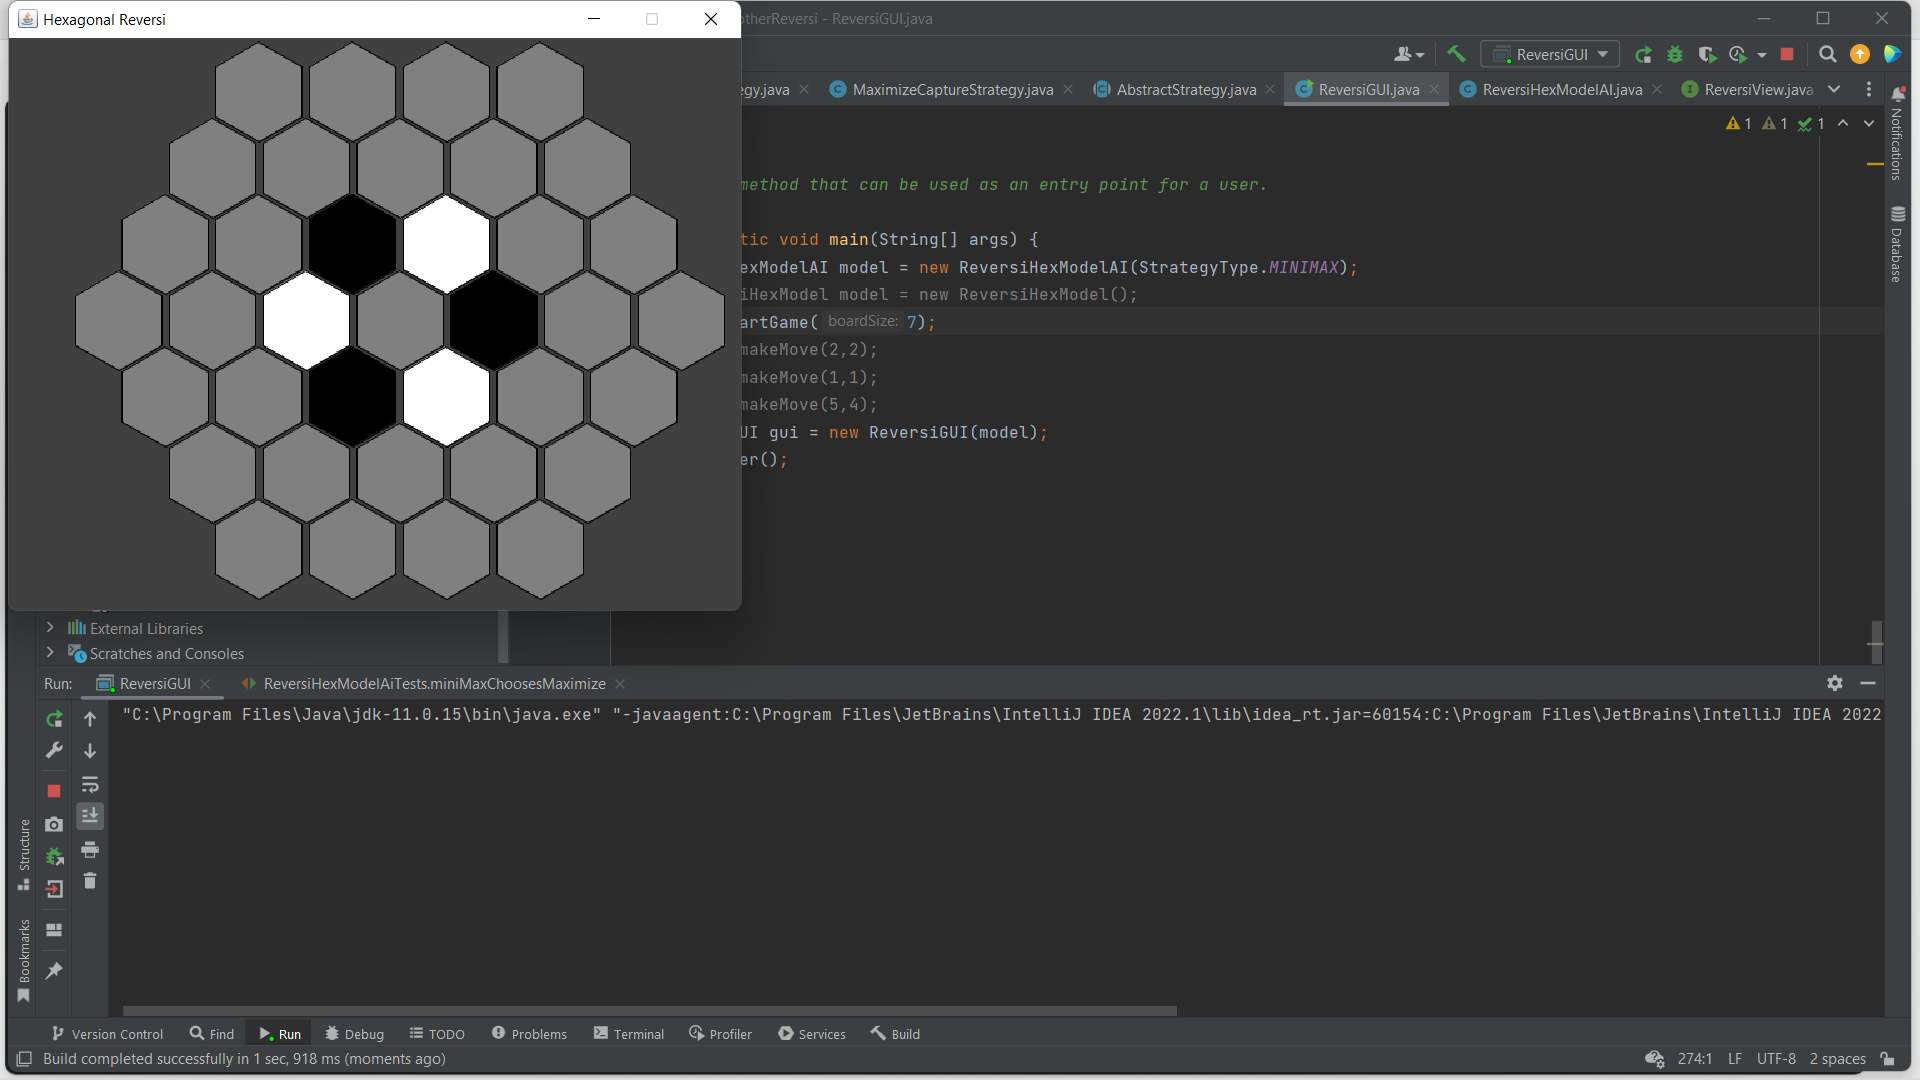 Hexagonal Reversi
otherReversi - ReversiGUI.java
ReversiGUI
egy.java MaximizeCaptureStrategy.java AbstractStrategy.java ReversiGUI.java ReversiHexModelAI.java ReversiView.java
1 1 1
method that can be used as an entry point for a user.
tic void main(String[] args) {
exModelAI model = new ReversiHexModelAI(StrategyType.MINIMAX);
iHexModel model = new ReversiHexModel();
artGame( boardSize: 7);
makeMove(2,2);
makeMove(1,1);
makeMove(5,4);
UI gui = new ReversiGUI(model);
er();
Notifications
Database
External Libraries
Scratches and Consoles
Run: ReversiGUI ReversiHexModelAiTests.miniMaxChoosesMaximize
"C:\Program Files\Java\jdk-11.0.15\bin\java.exe" "-javaagent:C:\Program Files\JetBrains\IntelliJ IDEA 2022.1\lib\idea_rt.jar=60154:C:\Program Files\JetBrains\IntelliJ IDEA 2022
Structure
Bookmarks
Version Control Find Run Debug TODO Problems Terminal Profiler Services Build
Build completed successfully in 1 sec, 918 ms (moments ago) 274:1 LF UTF-8 2 spaces